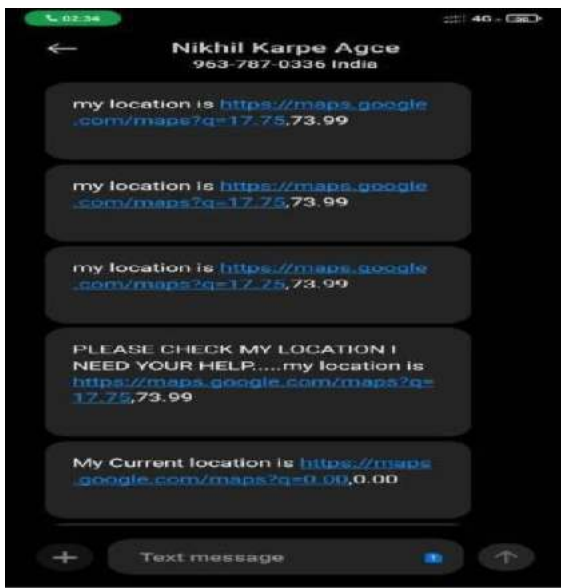 02:34 4G
Nikhil Karpe Agce
963-787-0336 India
my location is https://maps.google
.com/maps?q=17.75,73.99
my location is https://maps.google
.com/maps?q=17.75,73.99
my location is https://maps.google
.com/maps?q=17.75,73.99
PLEASE CHECK MY LOCATION I
NEED YOUR HELP.....my location is
https://maps.google.com/maps?q=
17.75,73.99
My Current location is https://maps
.google.com/maps?q=0.00,0.00
Text message 1